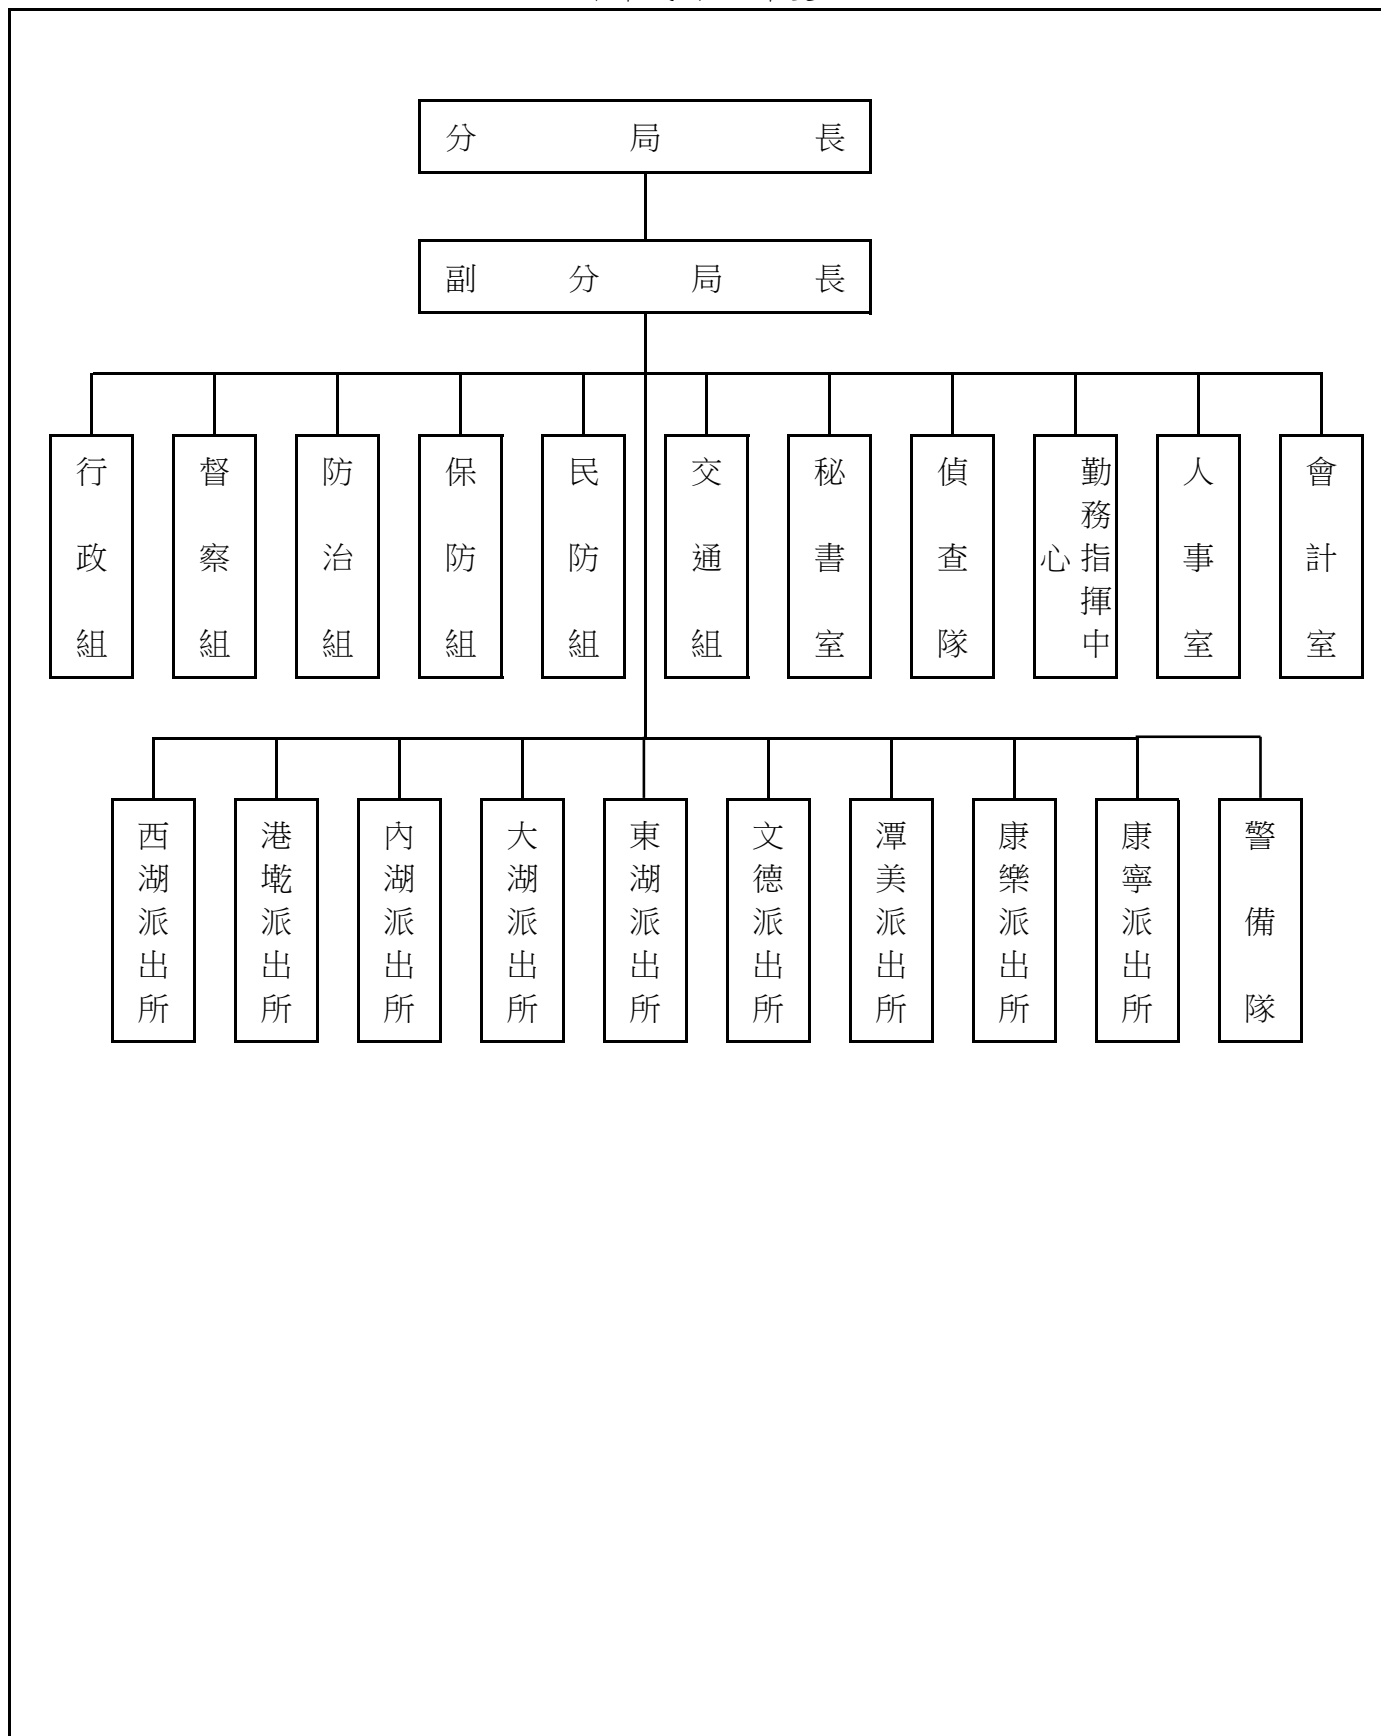 分局長
副分局長
行政組
督察組
防治組
保防組
民防組
交通組
秘書室
偵查隊
勤務指揮中
心
人事室
會計室
西湖派出所
港墘派出所
內湖派出所
大湖派出所
東湖派出所
文德派出所
潭美派出所
康樂派出所
康寧派出所
警備隊